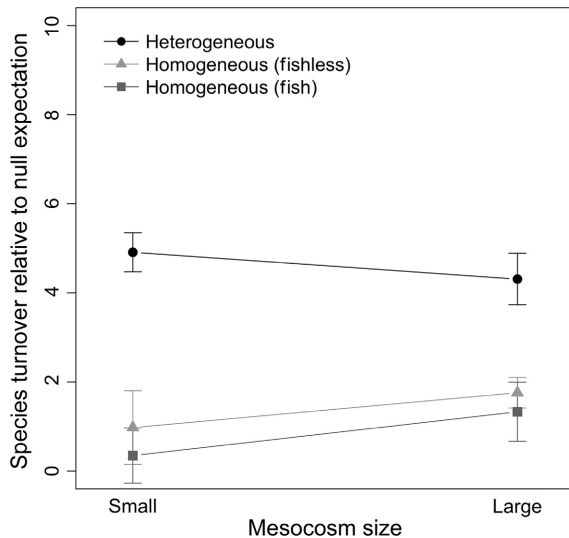 Species turnover relative to null expectation
10
8
6
4
2
0
Heterogeneous
Homogeneous (fishless)
Homogeneous (fish)
Small
Large
Mesocosm size